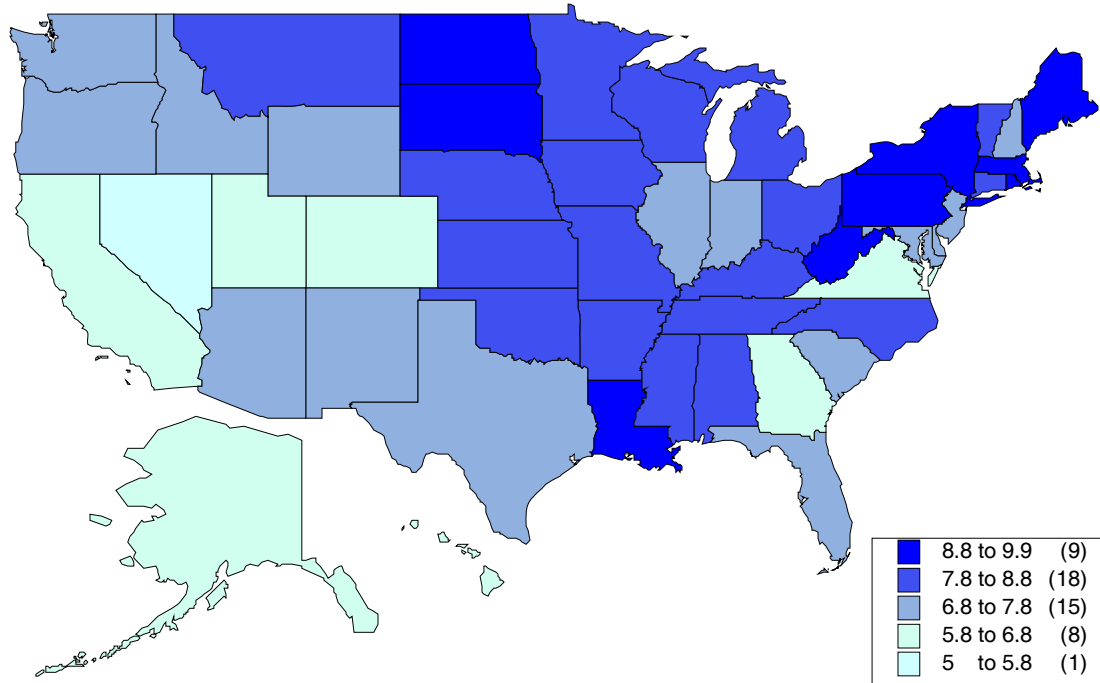 8.8 to 9.9 (9)
7.8 to 8.8 (18)
6.8 to 7.8 (15)
5.8 to 6.8 (8)
5 to 5.8 (1)